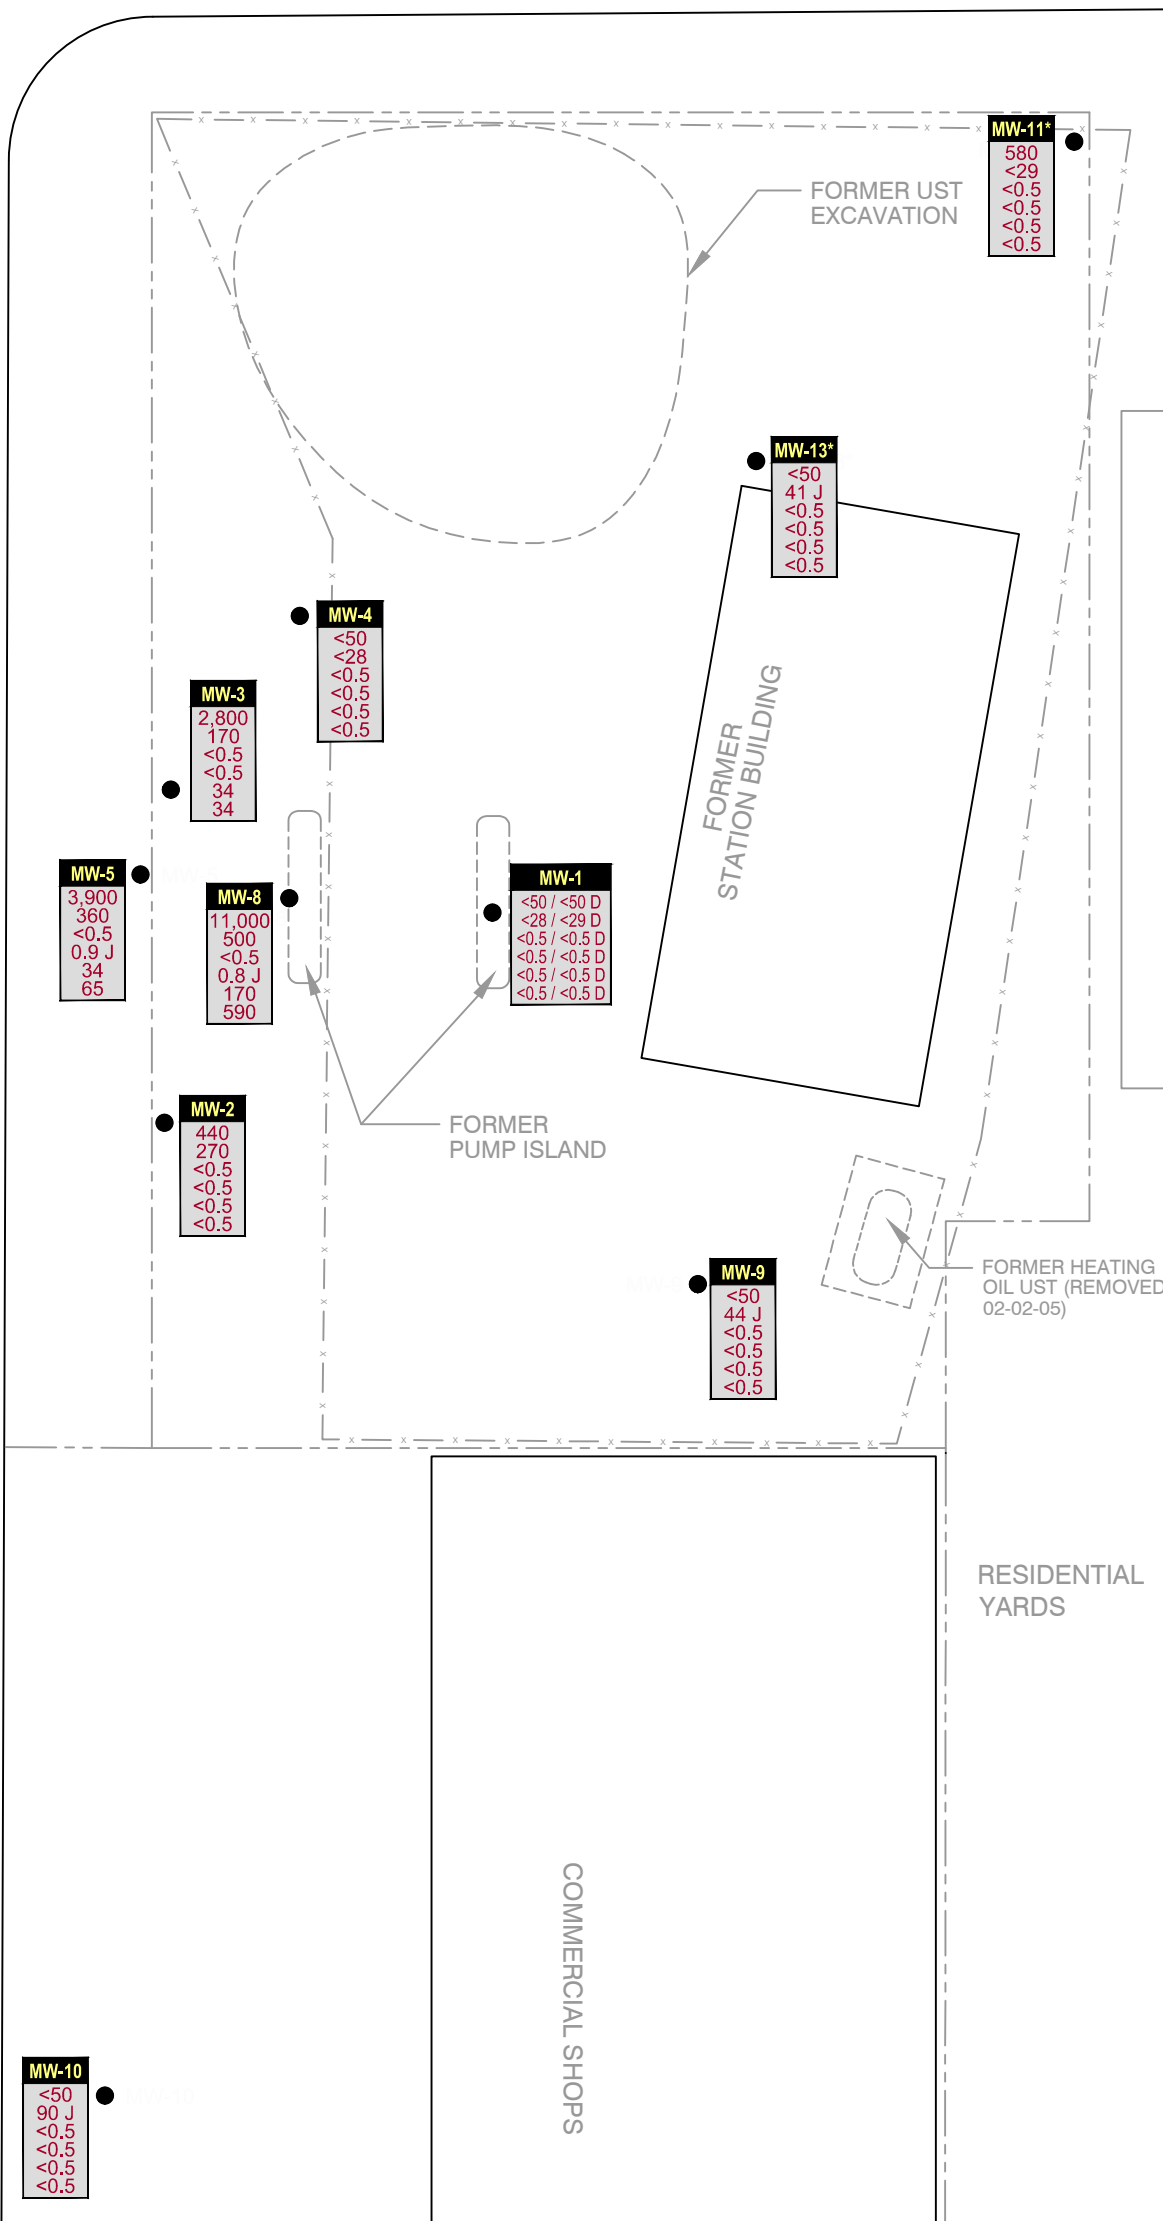 MW-11*
580
<29
<0.5
<0.5
<0.5
<0.5
FORMER UST
EXCAVATION
MW-13*
<50
41 J
<0.5
<0.5
<0.5
<0.5
MW-4
<50
<28
<0.5
<0.5
<0.5
<0.5
MW-3
2,800
170
<0.5
<0.5
34
34
FORMER
STATION BUILDING
MW-5
3,900
360
<0.5
0.9 J
34
65
MW-8
11,000
500
<0.5
0.8 J
170
590
MW-1
<50 / <50 D
<28 / <29 D
<0.5 / <0.5 D
<0.5 / <0.5 D
<0.5 / <0.5 D
<0.5 / <0.5 D
MW-2
440
270
<0.5
<0.5
<0.5
<0.5
FORMER
PUMP ISLAND
MW-9
<50
44 J
<0.5
<0.5
<0.5
<0.5
FORMER HEATING
OIL UST (REMOVED
02-02-05)
RESIDENTIAL
YARDS
COMMERCIAL SHOPS
MW-10
<50
90 J
<0.5
<0.5
<0.5
<0.5